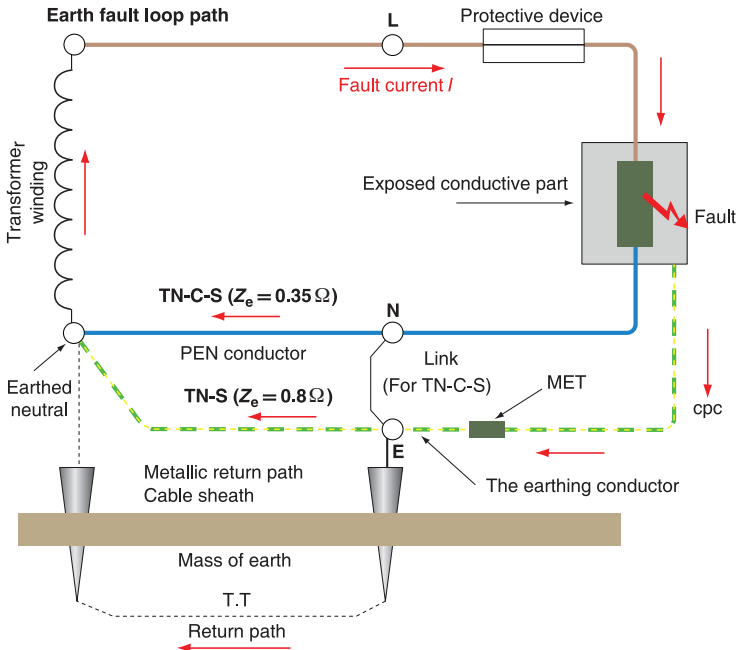 Earth fault loop path
L
Protective device
Fault current I
Transformer
winding
Exposed conductive part
Fault
TN-C-S (Ze = 0.35 Ω)
N
PEN conductor
Link
(For TN-C-S)
MET
Earthed
neutral
TN-S (Ze = 0.8 Ω)
cpc
E
Metallic return path
Cable sheath
The earthing conductor
Mass of earth
T.T
Return path